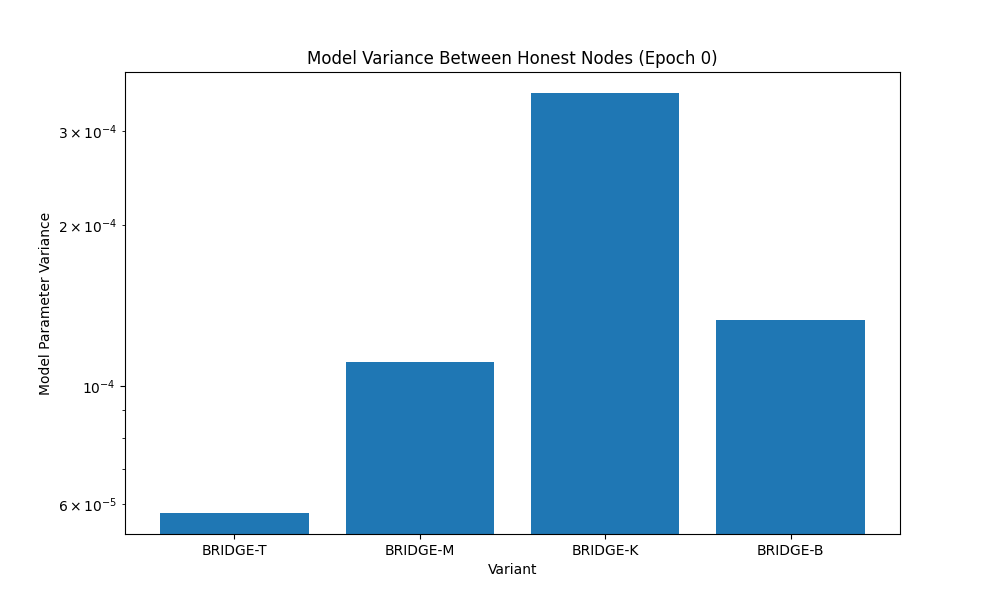 Model Variance Between Honest Nodes (Epoch 0)
Model Parameter Variance
3 × 10⁻⁴
2 × 10⁻⁴
10⁻⁴
6 × 10⁻⁵
BRIDGE-T BRIDGE-M BRIDGE-K BRIDGE-B
Variant